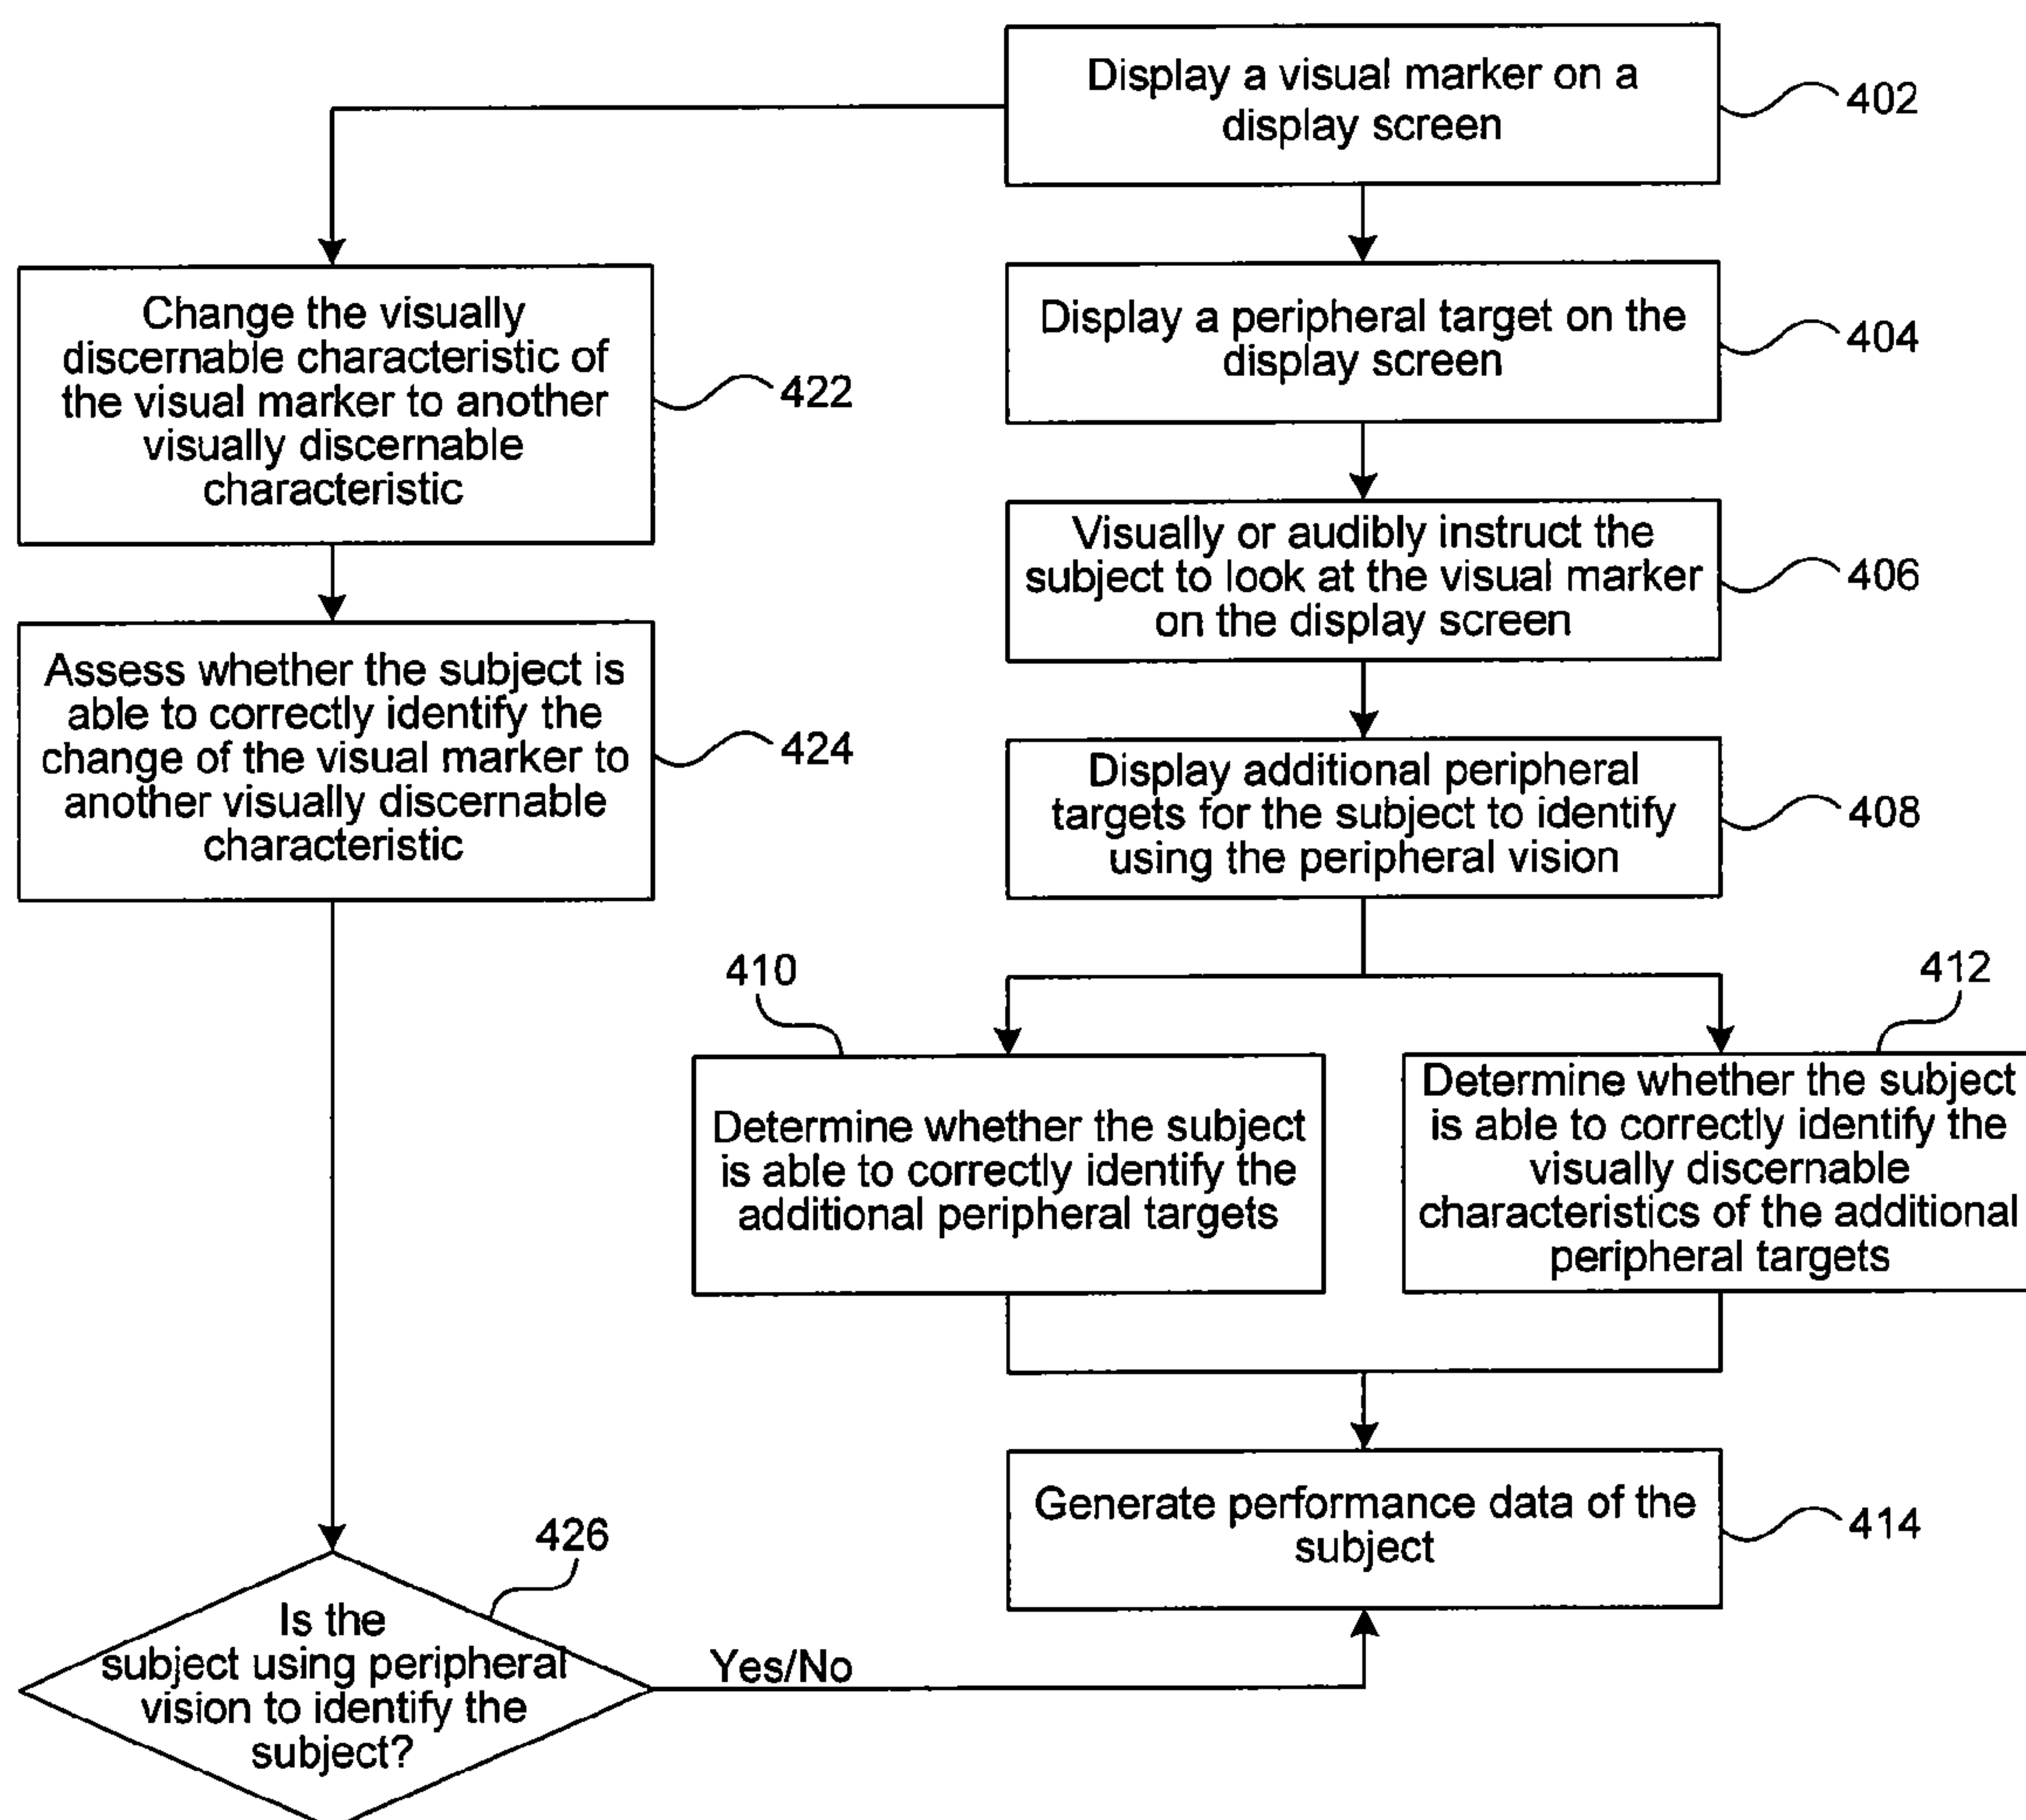 Display a visual marker on a
display screen
402
Change the visually
discernable characteristic of
the visual marker to another
visually discernable
characteristic
422
Display a peripheral target on the
display screen
404
Visually or audibly instruct the
subject to look at the visual marker
on the display screen
406
Assess whether the subject is
able to correctly identify the
change of the visual marker to
another visually discernable
characteristic
424
Display additional peripheral
targets for the subject to identify
using the peripheral vision
408
410
Determine whether the subject
is able to correctly identify the
additional peripheral targets
412
Determine whether the subject
is able to correctly identify the
visually discernable
characteristics of the additional
peripheral targets
Generate performance data of the
subject
414
426
Is the
subject using peripheral
vision to identify the
subject?
Yes/No